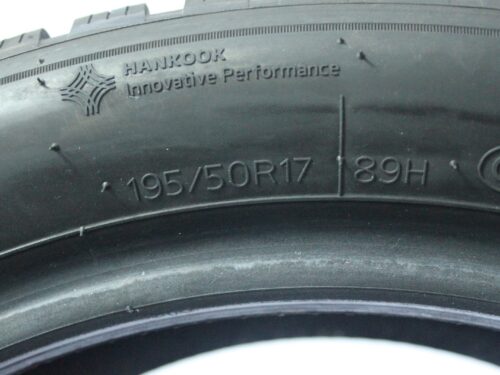 HANKOOK
Innovative Performance
195/50R17 89H